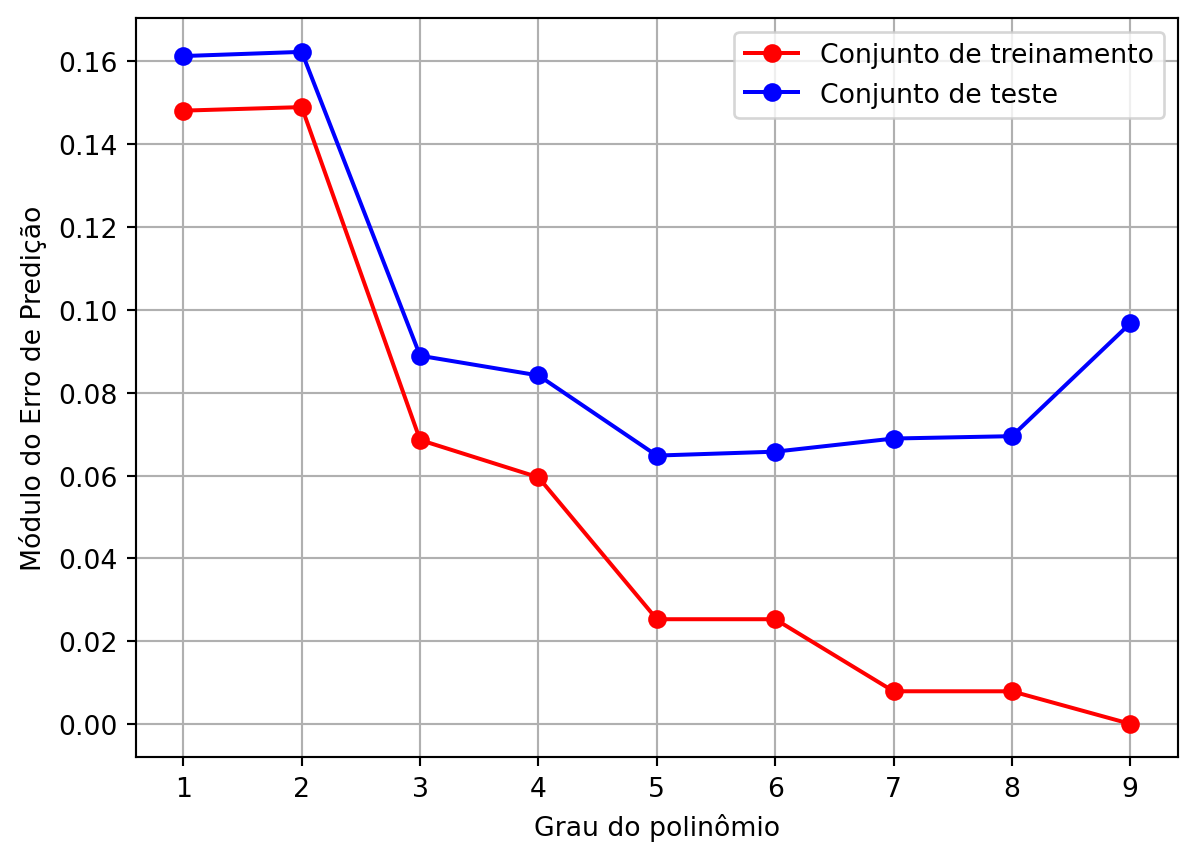 Conjunto de treinamento
Conjunto de teste
Módulo do Erro de Predição
0.16
0.14
0.12
0.10
0.08
0.06
0.04
0.02
0.00
1 2 3 4 5 6 7 8 9
Grau do polinômio